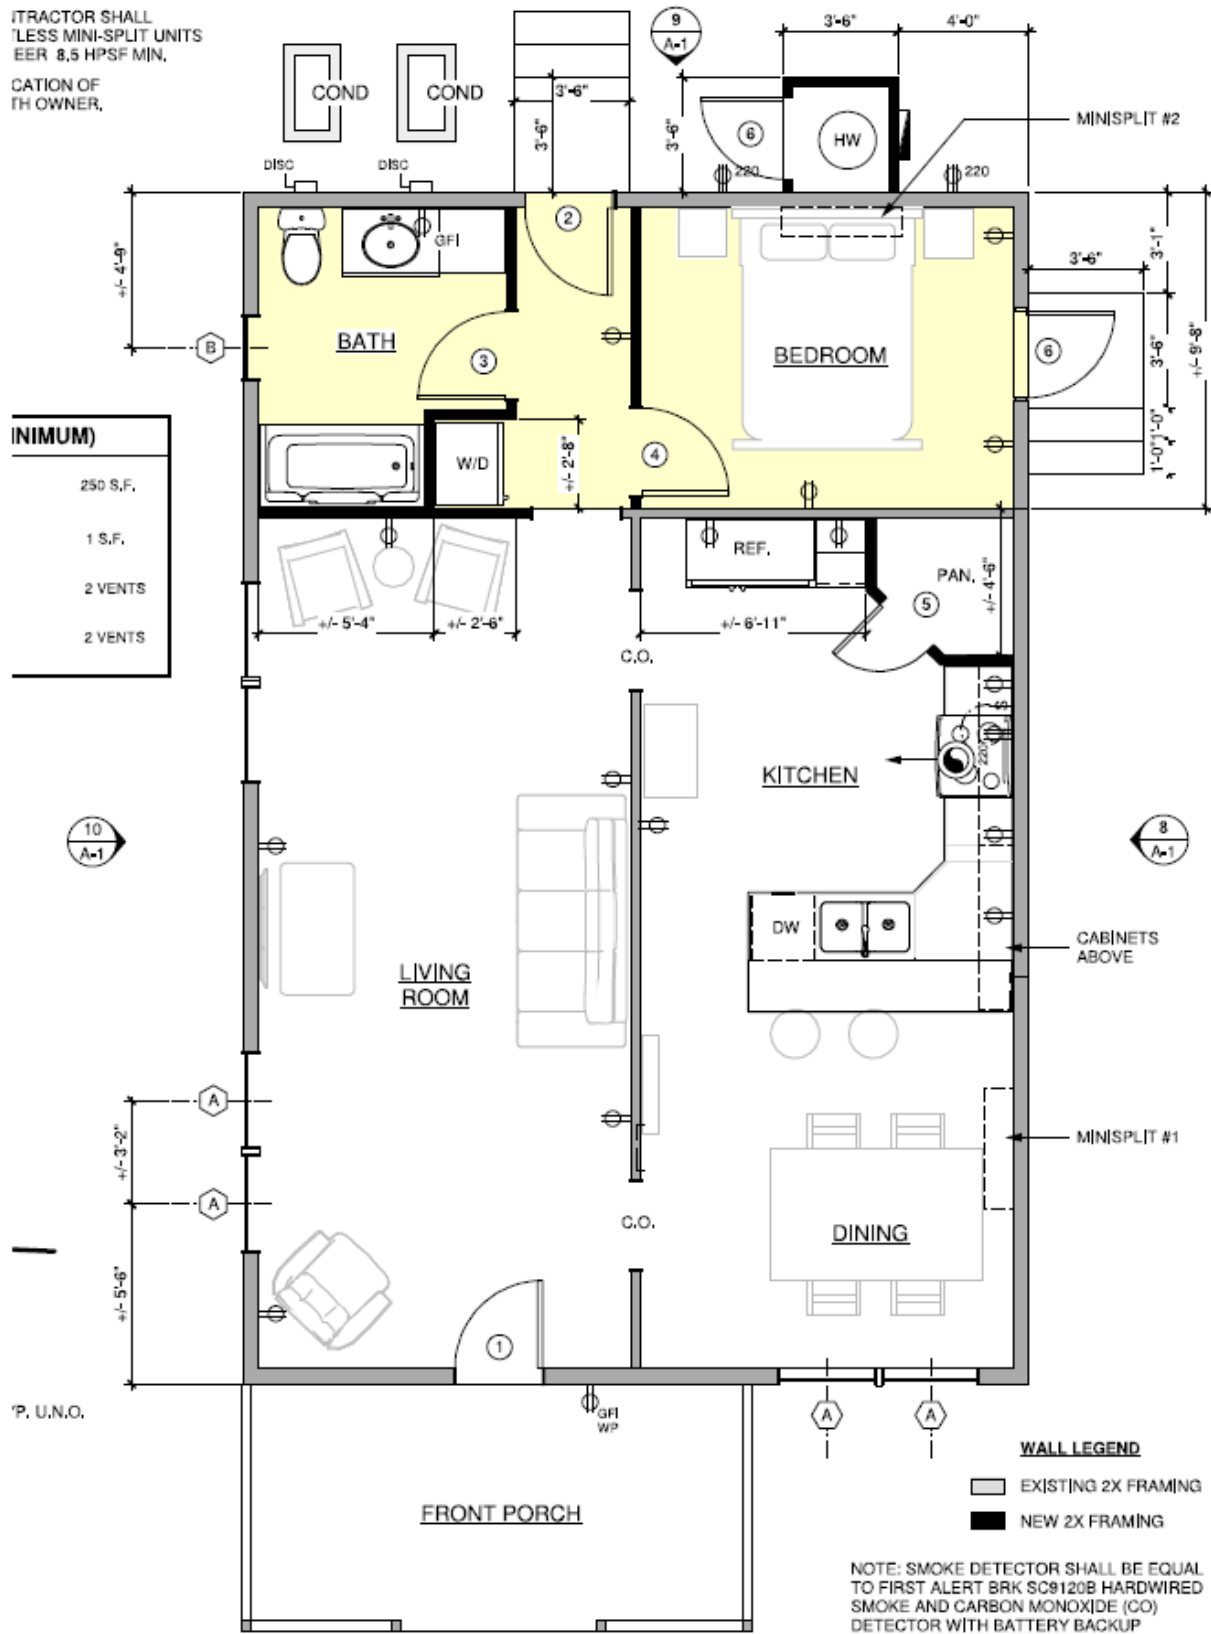 NTRACTOR SHALL
TLESS MINI-SPLIT UNITS
EER 8.5 HPSF MIN.
CATION OF
TH OWNER.
COND
COND
DISC
DISC
3'-6"
3'-6"
9
A-1
3'-6"
3'-6"
4'-0"
6
HW
220
220
MINISPLIT #2
+/- 4'-9"
B
GFI
2
BATH
3
BEDROOM
4
W/D
+/- 2'-8"
3'-6"
6
3'-1"
3'-6"
1'-0"
1'-0"
+/- 9'-8"
INIMUM)
250 S.F.
1 S.F.
2 VENTS
2 VENTS
+/- 5'-4"
+/- 2'-6"
REF.
+/- 6'-11"
C.O.
PAN.
5
+/- 4'-6"
KITCHEN
S
220
10
A-1
8
A-1
LIVING
ROOM
DW
CABINETS
ABOVE
A
+/- 3'-2"
A
+/- 5'-6"
MINISPLIT #1
C.O.
DINING
1
'P. U.N.O.
GFI
WP
A
A
FRONT PORCH
WALL LEGEND
EXISTING 2X FRAMING
NEW 2X FRAMING
NOTE: SMOKE DETECTOR SHALL BE EQUAL
TO FIRST ALERT BRK SC9120B HARDWIRED
SMOKE AND CARBON MONOXIDE (CO)
DETECTOR WITH BATTERY BACKUP